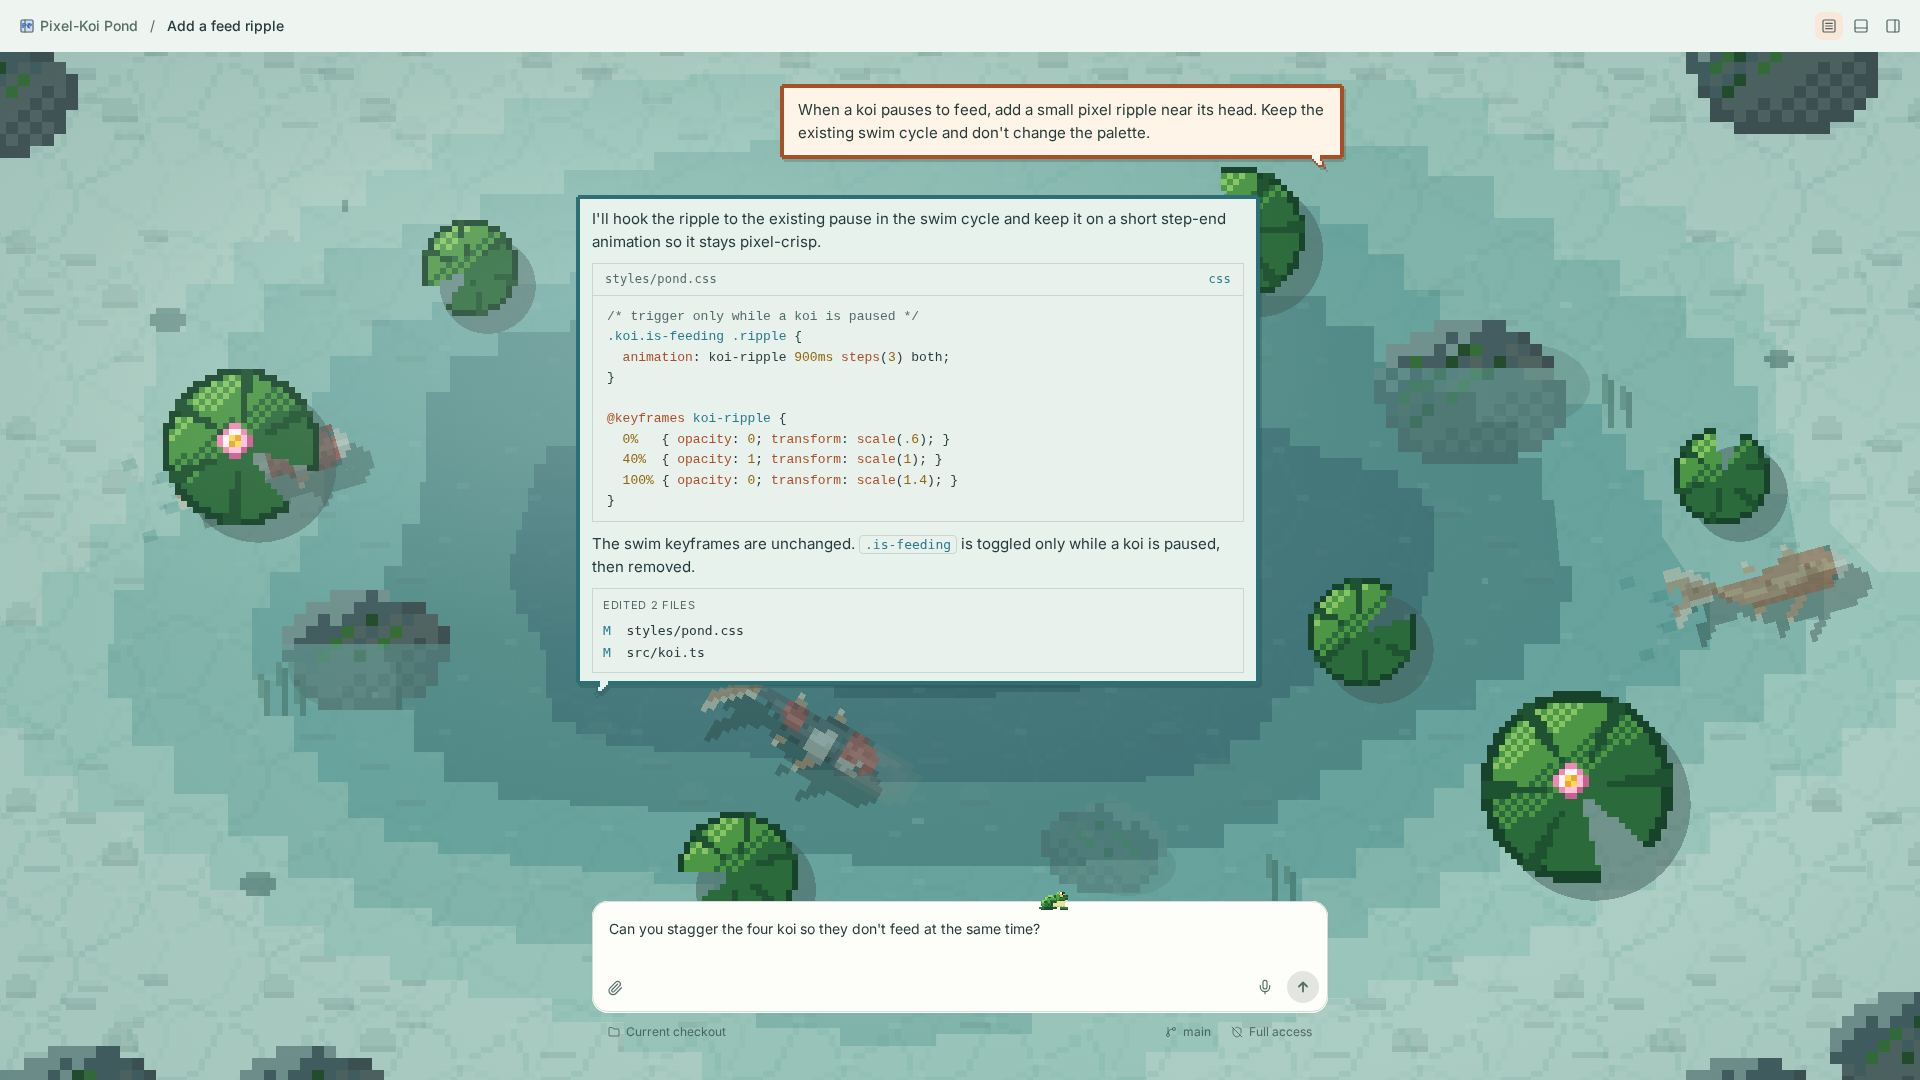 Pixel-Koi Pond / Add a feed ripple
When a koi pauses to feed, add a small pixel ripple near its head. Keep the
existing swim cycle and don't change the palette.
I'll hook the ripple to the existing pause in the swim cycle and keep it on a short step-end
animation so it stays pixel-crisp.
styles/pond.css css
/* trigger only while a koi is paused */
.koi.is-feeding .ripple {
  animation: koi-ripple 900ms steps(3) both;
}
@keyframes koi-ripple {
  0%   { opacity: 0; transform: scale(.6); }
  40%  { opacity: 1; transform: scale(1); }
  100% { opacity: 0; transform: scale(1.4); }
}
The swim keyframes are unchanged. .is-feeding is toggled only while a koi is paused,
then removed.
EDITED 2 FILES
M styles/pond.css
M src/koi.ts
Can you stagger the four koi so they don't feed at the same time?
Current checkout main Full access